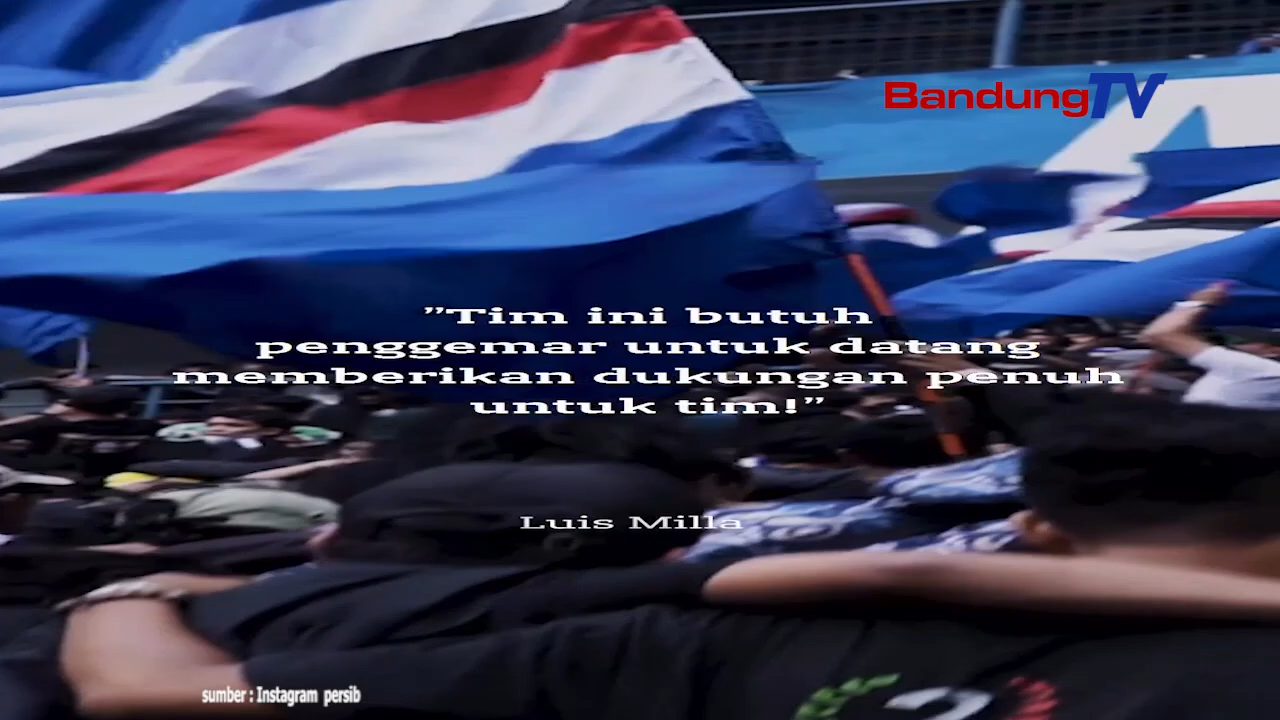 BandungTV
"Tim ini butuh
penggemar untuk datang
memberikan dukungan penuh
untuk tim!"
Luis Milla
sumber : Instagram persib